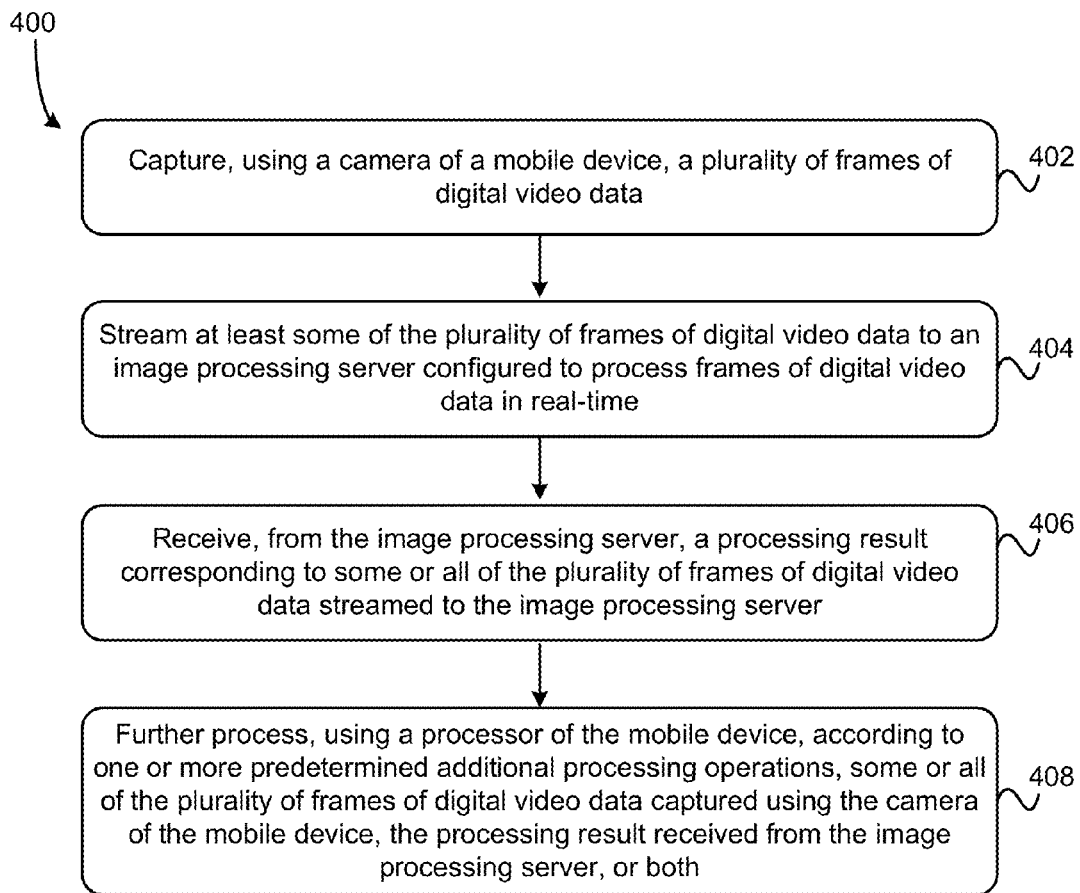 400
Capture, using a camera of a mobile device, a plurality of frames of
digital video data
402
Stream at least some of the plurality of frames of digital video data to an
image processing server configured to process frames of digital video
data in real-time
404
Receive, from the image processing server, a processing result
corresponding to some or all of the plurality of frames of digital video
data streamed to the image processing server
406
Further process, using a processor of the mobile device, according to
one or more predetermined additional processing operations, some or all
of the plurality of frames of digital video data captured using the camera
of the mobile device, the processing result received from the image
processing server, or both
408